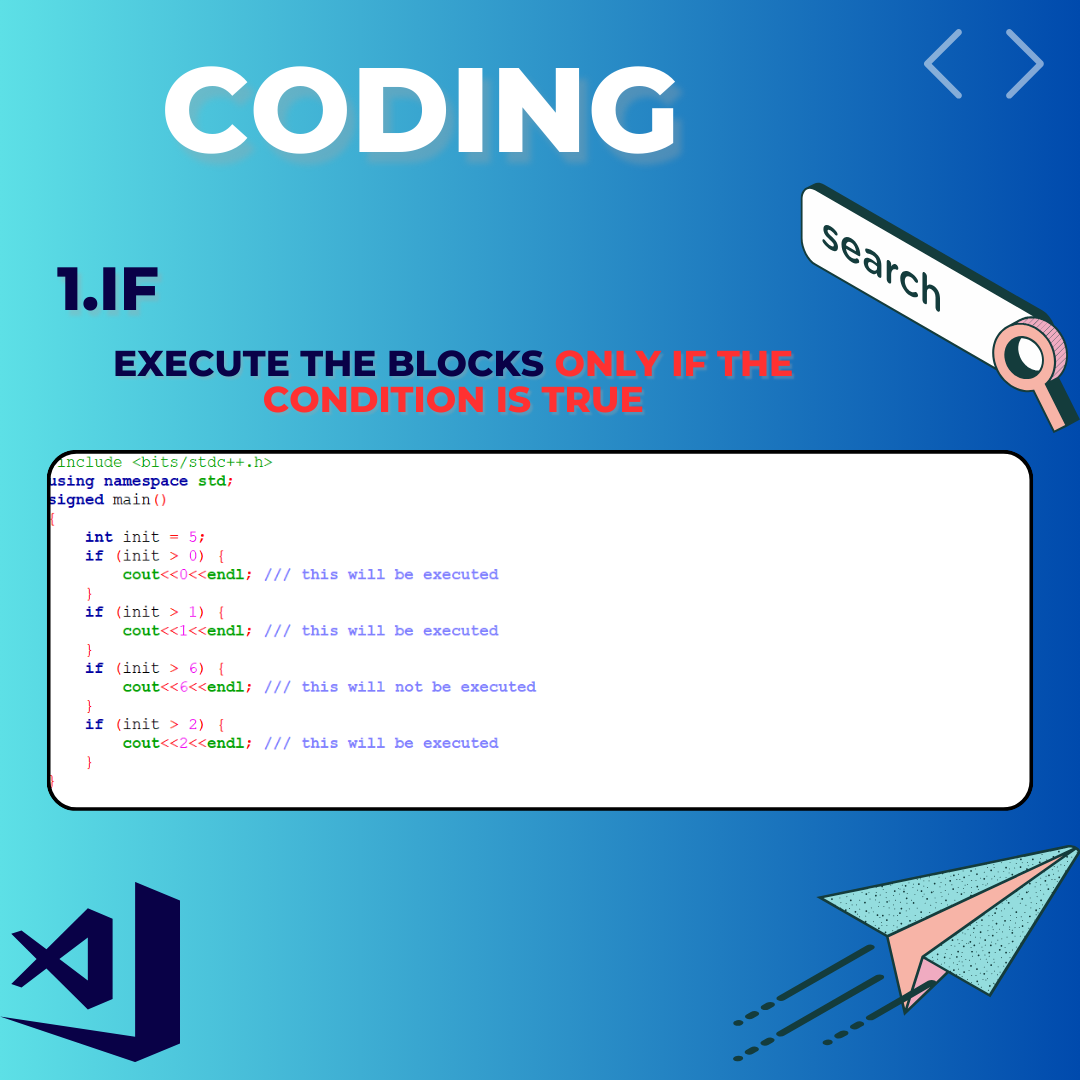 CODING
search
1.IF
EXECUTE THE BLOCKS ONLY IF THE
CONDITION IS TRUE
include <bits/stdc++.h>
using namespace std;
signed main()
{
    int init = 5;
    if (init > 0) {
        cout<<0<<endl; /// this will be executed
    }
    if (init > 1) {
        cout<<1<<endl; /// this will be executed
    }
    if (init > 6) {
        cout<<6<<endl; /// this will not be executed
    }
    if (init > 2) {
        cout<<2<<endl; /// this will be executed
    }
}